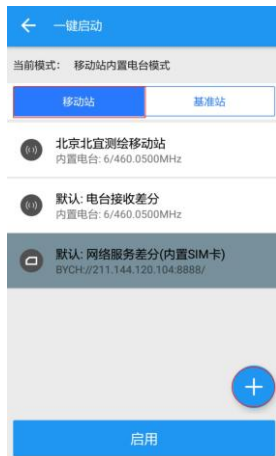 一键启动
当前模式： 移动站内置电台模式
移动站
基准站
北京北宜测绘移动站
内置电台: 6/460.0500MHz
默认: 电台接收差分
内置电台: 6/460.0500MHz
默认: 网络服务差分(内置SIM卡)
BYCH://211.144.120.104:8888/
启用